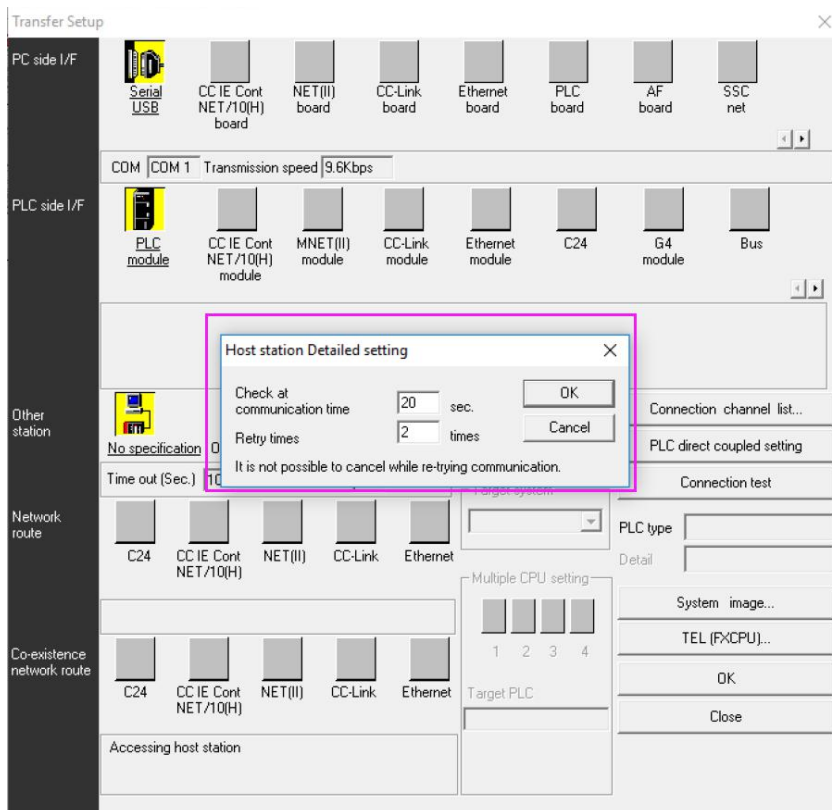 Transfer Setup
PC side I/F
Serial
USB
CC IE Cont
NET/10(H)
board
NET(II)
board
CC-Link
board
Ethernet
board
PLC
board
AF
board
SSC
net
COM COM 1 Transmission speed 9.6Kbps
PLC side I/F
PLC
module
CC IE Cont
NET/10(H)
module
MNET(II)
module
CC-Link
module
Ethernet
module
C24
G4
module
Bus
Host station Detailed setting
Check at
communication time
20 sec.
Retry times
2 times
It is not possible to cancel while re-trying communication.
OK
Cancel
Other
station
No specification
Time out (Sec.) 10
Target system
Connection channel list...
PLC direct coupled setting
Connection test
PLC type
Detail
System image...
TEL (FXCPU)...
OK
Close
Network
route
C24
CC IE Cont
NET/10(H)
NET(II)
CC-Link
Ethernet
Multiple CPU setting
1 2 3 4
Target PLC
Co-existence
network route
C24
CC IE Cont
NET/10(H)
NET(II)
CC-Link
Ethernet
Accessing host station